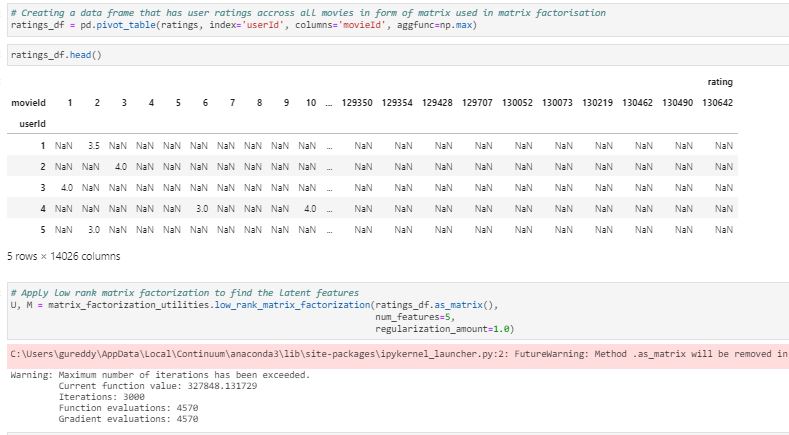 # Creating a data frame that has user ratings accross all movies in form of matrix used in matrix factorisation
ratings_df = pd.pivot_table(ratings, index='userId', columns='movieId', aggfunc=np.max)
ratings_df.head()
rating
movieId 1 2 3 4 5 6 7 8 9 10 ... 129350 129354 129428 129707 130052 130073 130219 130462 130490 130642
userId
1 NaN 3.5 NaN NaN NaN NaN NaN NaN NaN NaN ... NaN NaN NaN NaN NaN NaN NaN NaN NaN NaN
2 NaN NaN 4.0 NaN NaN NaN NaN NaN NaN NaN ... NaN NaN NaN NaN NaN NaN NaN NaN NaN NaN
3 4.0 NaN NaN NaN NaN NaN NaN NaN NaN NaN ... NaN NaN NaN NaN NaN NaN NaN NaN NaN NaN
4 NaN NaN NaN NaN NaN 3.0 NaN NaN NaN 4.0 ... NaN NaN NaN NaN NaN NaN NaN NaN NaN NaN
5 NaN 3.0 NaN NaN NaN NaN NaN NaN NaN NaN ... NaN NaN NaN NaN NaN NaN NaN NaN NaN NaN
5 rows × 14026 columns
# Apply low rank matrix factorization to find the latent features
U, M = matrix_factorization_utilities.low_rank_matrix_factorization(ratings_df.as_matrix(),
num_features=5,
regularization_amount=1.0)
C:\Users\gureddy\AppData\Local\Continuum\anaconda3\lib\site-packages\ipykernel_launcher.py:2: FutureWarning: Method .as_matrix will be removed in
Warning: Maximum number of iterations has been exceeded.
Current function value: 327848.131729
Iterations: 3000
Function evaluations: 4570
Gradient evaluations: 4570